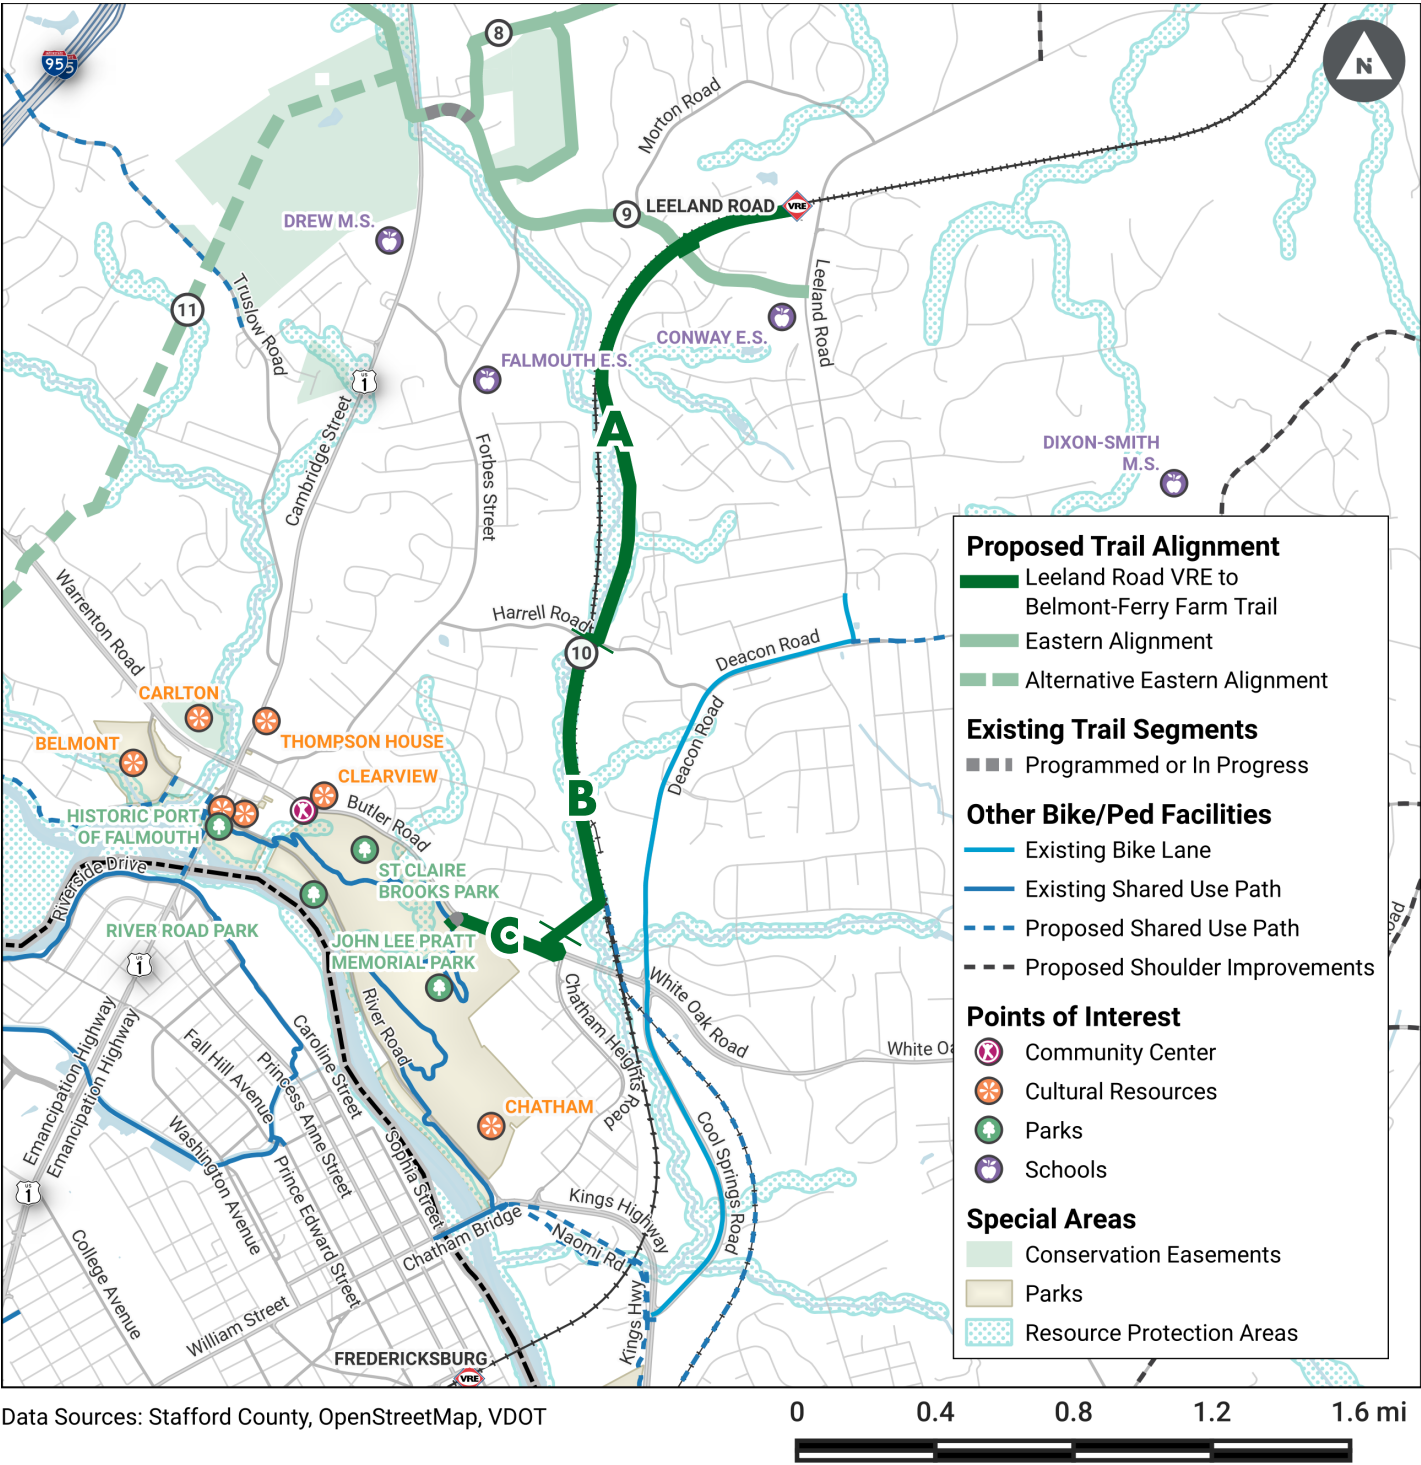 95
5
8
N
Morton Road
VRE
LEELAND ROAD
9
DREW M.S.
11
Truslow Road
Leeland Road
CONWAY E.S.
FALMOUTH E.S.
US
1
Cambridge Street
Forbes Street
A
DIXON-SMITH
M.S.
Warrenton Road
Harrell Road
10
Deacon Road
Deacon Road
CARLTON
THOMPSON HOUSE
BELMONT
CLEARVIEW
B
Butler Road
HISTORIC PORT
OF FALMOUTH
Riverside Drive
ST CLAIRE
BROOKS PARK
RIVER ROAD PARK
C
JOHN LEE PRATT
MEMORIAL PARK
US
1
White Oak Road
White Oa
oad
Chatham Heights Road
River Road
Caroline Street
Emancipation Highway
Emancipation Highway
Fall Hill Avenue
Princess Anne Street
CHATHAM
Washington Avenue
Prince Edward Street
Sophia Street
Cool Springs Road
US
1
Kings Highway
Naomi Rd
Chatham Bridge
College Avenue
William Street
Kings Hwy
FREDERICKSBURG
VRE
Proposed Trail Alignment
Leeland Road VRE to
Belmont-Ferry Farm Trail
Eastern Alignment
Alternative Eastern Alignment
Existing Trail Segments
Programmed or In Progress
Other Bike/Ped Facilities
Existing Bike Lane
Existing Shared Use Path
Proposed Shared Use Path
Proposed Shoulder Improvements
Points of Interest
Community Center
Cultural Resources
Parks
Schools
Special Areas
Conservation Easements
Parks
Resource Protection Areas
Data Sources: Stafford County, OpenStreetMap, VDOT
0 0.4 0.8 1.2 1.6 mi